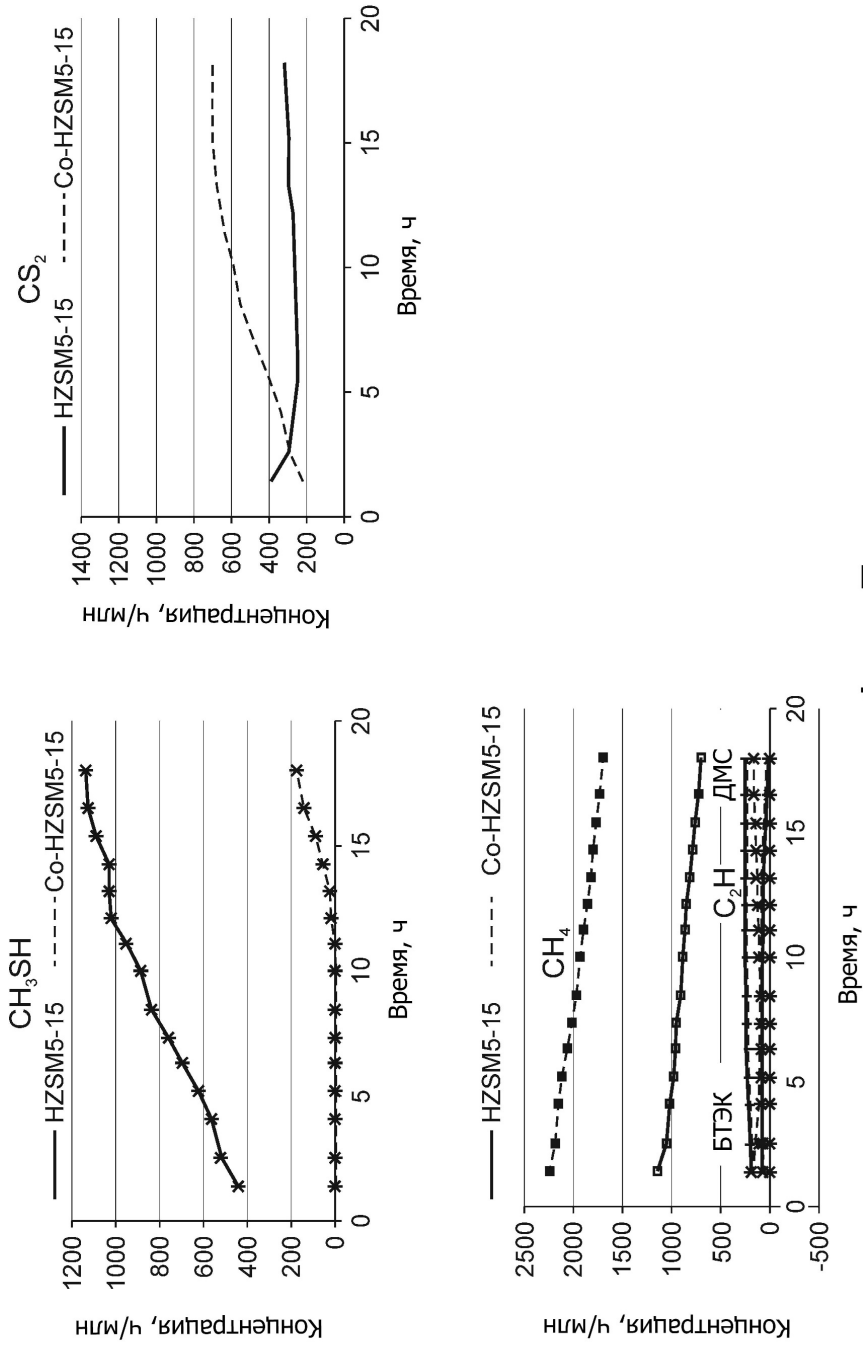 CH₃SH
HZSM5-15 Co-HZSM5-15
Концентрация, ч/млн
1200
1000
800
600
400
200
0
0 5 10 15 20
Время, ч
CS₂
HZSM5-15 Co-HZSM5-15
Концентрация, ч/млн
1400
1200
1000
800
600
400
200
0
0 5 10 15 20
Время, ч
HZSM5-15 Co-HZSM5-15
Концентрация, ч/млн
2500
2000
1500
1000
500
0
-500
CH₄
БТЭК C₂H ДМС
0 5 10 15 20
Время, ч